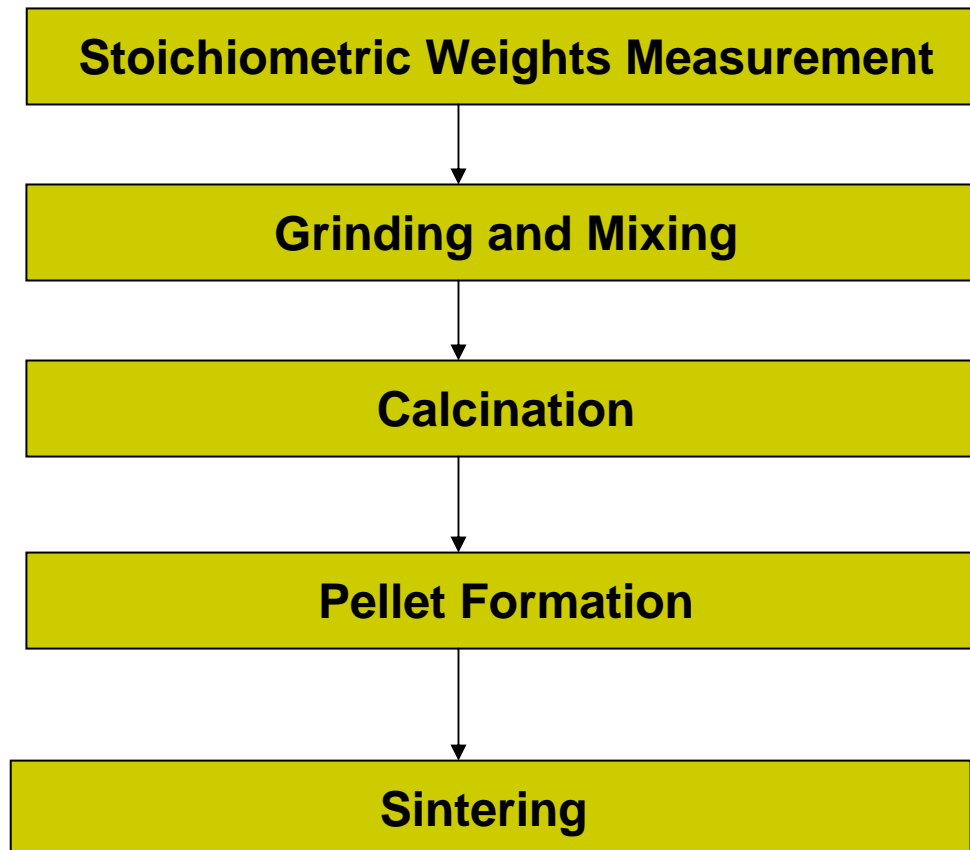 Stoichiometric Weights Measurement
Grinding and Mixing
Calcination
Pellet Formation
Sintering